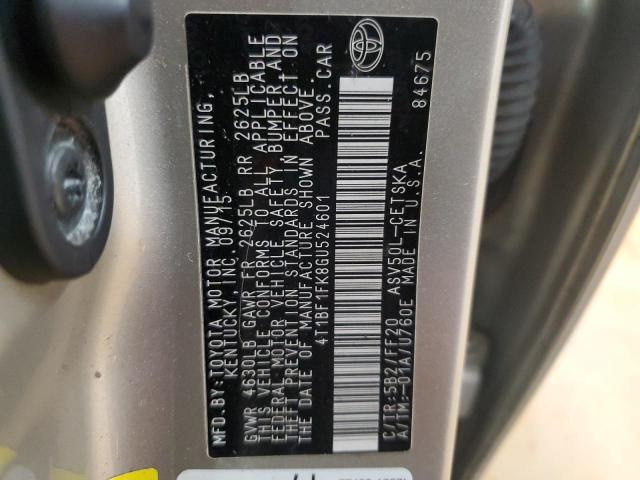 MFD.BY:TOYOTA MOTOR MANUFACTURING,
KENTUCKY, INC. 09/15
GVWR 4630LB GAWR FR 2625LB RR 2625LB
THIS VEHICLE CONFORMS TO ALL APPLICABLE
FEDERAL MOTOR VEHICLE SAFETY, BUMPER, AND
THEFT PREVENTION STANDARDS IN EFFECT ON
THE DATE OF MANUFACTURE SHOWN ABOVE.
4T1BF1FK8GU524601 PASS.CAR
C/TR:5B2/FF20 ASV50L-CETSKA 84675
A/TM:-01A/U760E MADE IN U.S.A.